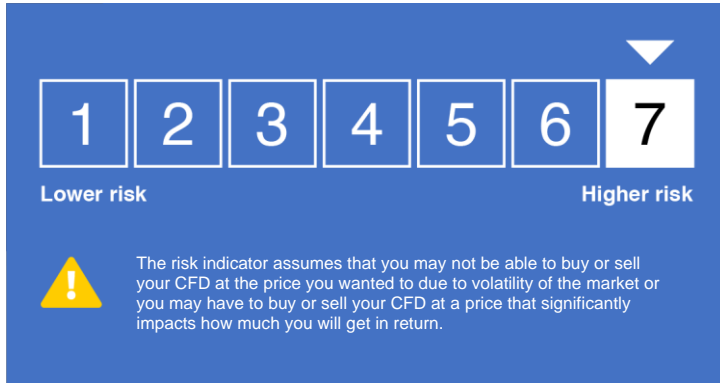 1 2 3 4 5 6 7
Lower risk Higher risk
The risk indicator assumes that you may not be able to buy or sell
your CFD at the price you wanted to due to volatility of the market or
you may have to buy or sell your CFD at a price that significantly
impacts how much you will get in return.